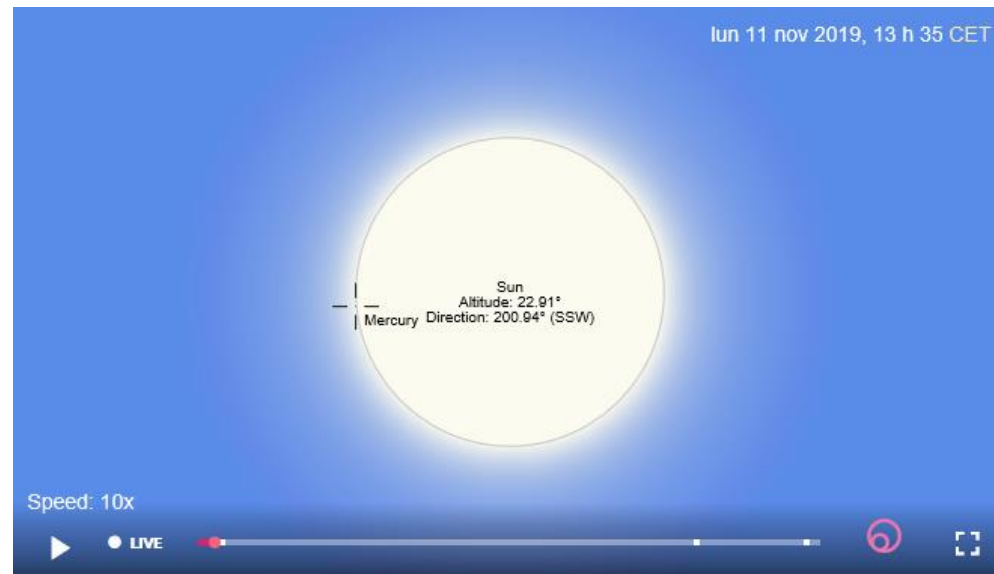 lun 11 nov 2019, 13 h 35 CET
Sun
Altitude: 22.91°
Mercury Direction: 200.94° (SSW)
Speed: 10x
LIVE